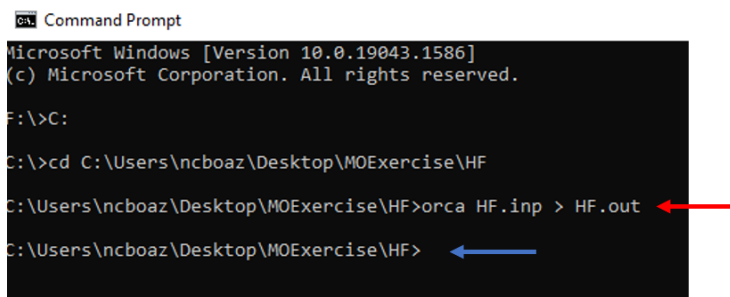 Command Prompt
Microsoft Windows [Version 10.0.19043.1586]
(c) Microsoft Corporation. All rights reserved.
F:\>C:
C:\>cd C:\Users\ncboaz\Desktop\MOExercise\HF
C:\Users\ncboaz\Desktop\MOExercise\HF>orca HF.inp > HF.out
C:\Users\ncboaz\Desktop\MOExercise\HF>